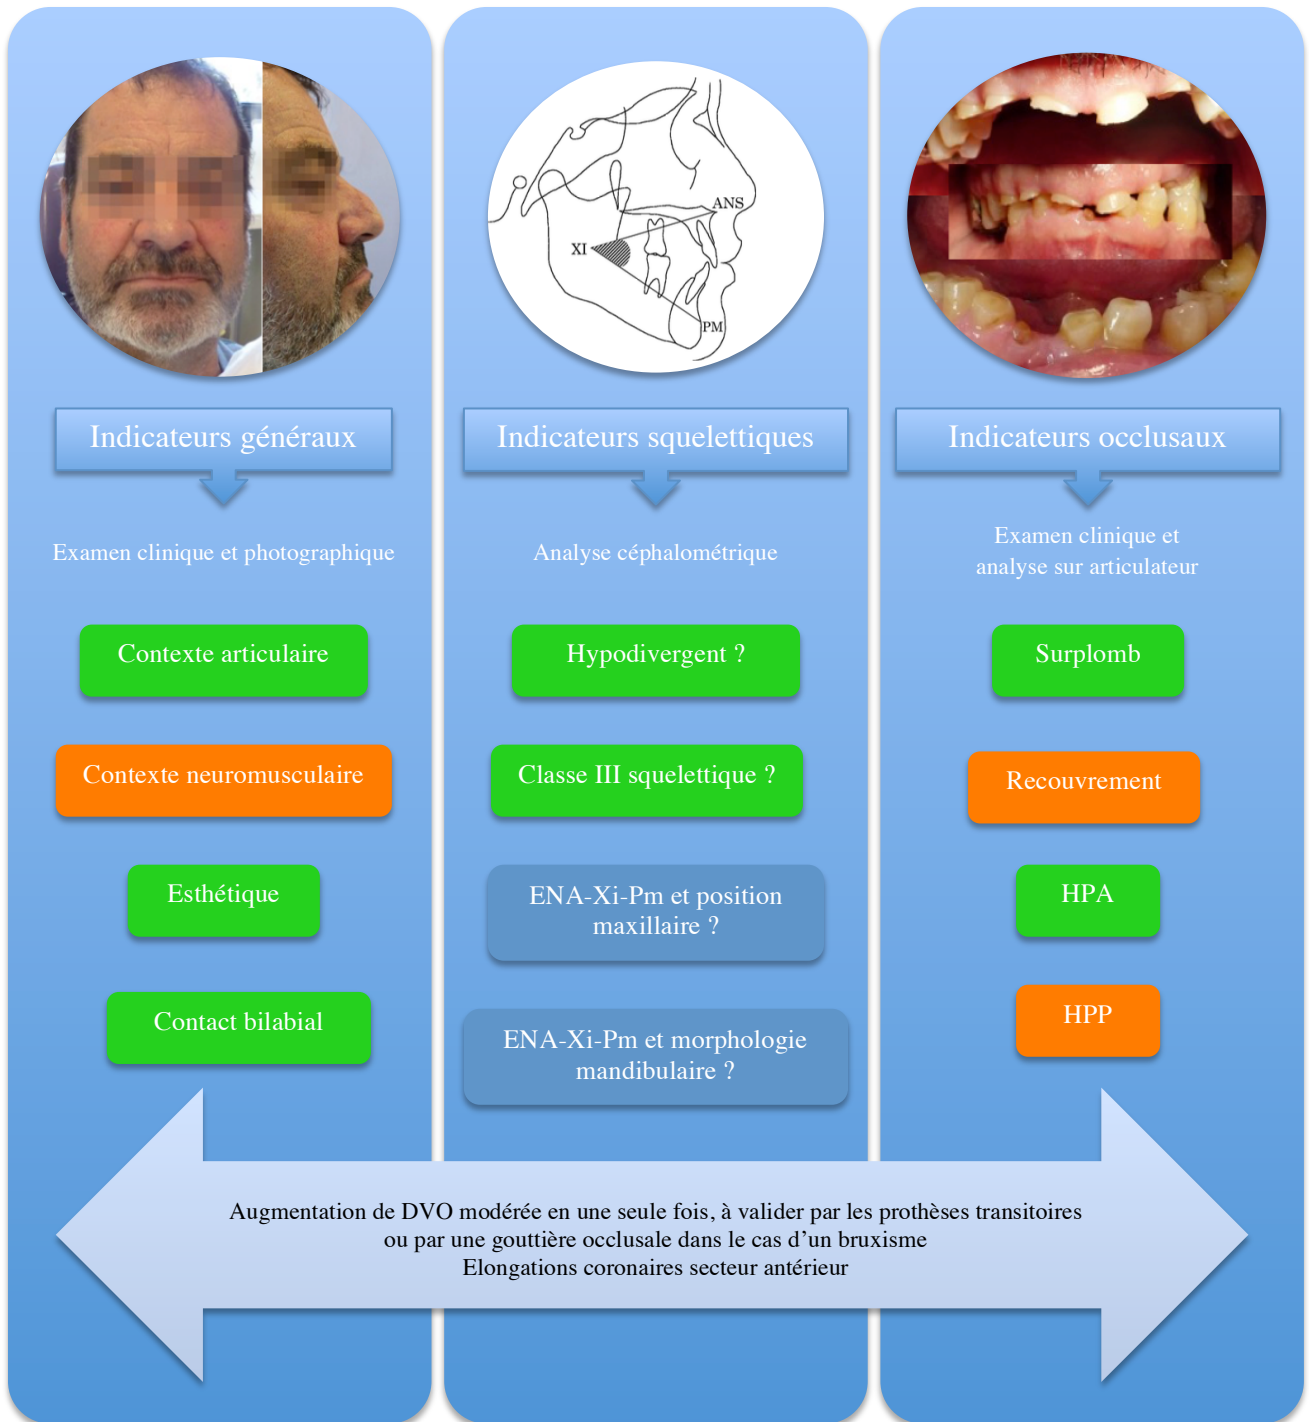 ANS
XI
PM
Indicateurs généraux
Examen clinique et photographique
Contexte articulaire
Contexte neuromusculaire
Esthétique
Contact bilabial
Indicateurs squelettiques
Analyse céphalométrique
Hypodivergent ?
Classe III squelettique ?
ENA-Xi-Pm et position
maxillaire ?
ENA-Xi-Pm et morphologie
mandibulaire ?
Indicateurs occlusaux
Examen clinique et
analyse sur articulateur
Surplomb
Recouvrement
HPA
HPP
Augmentation de DVO modérée en une seule fois, à valider par les prothèses transitoires
ou par une gouttière occlusale dans le cas d’un bruxisme
Elongations coronaires secteur antérieur